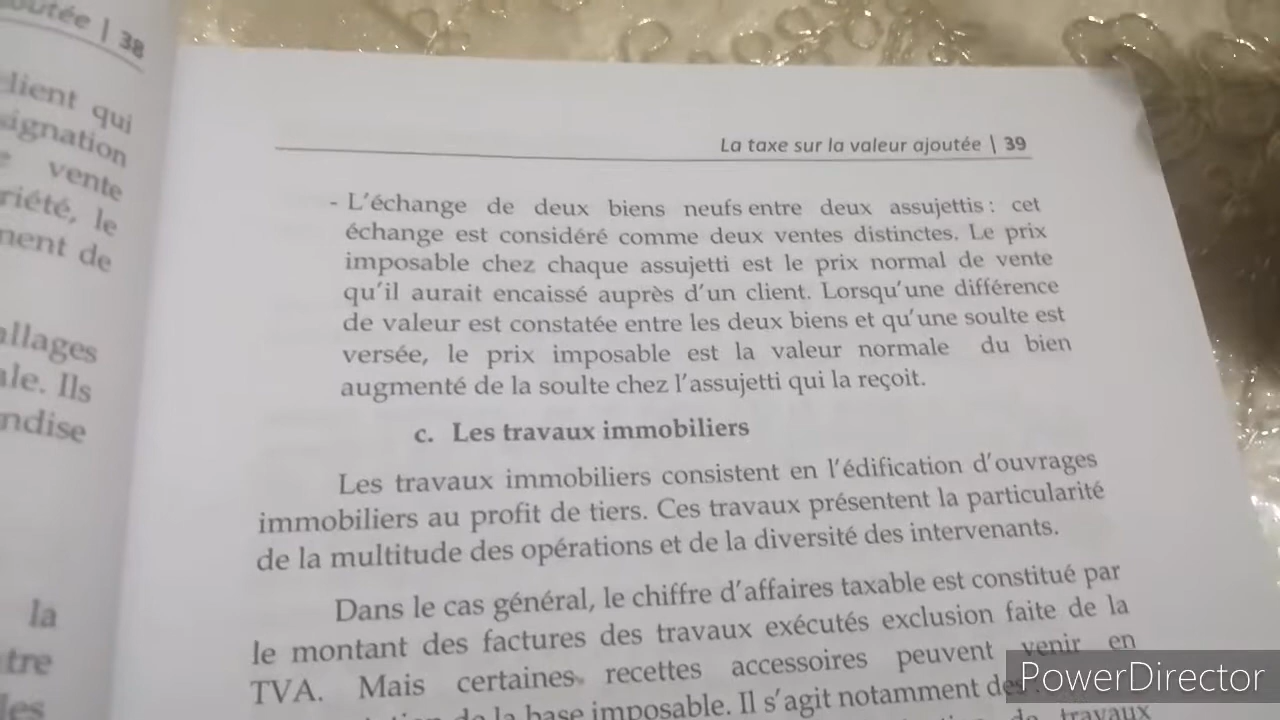 outée | 38
lient qui
signation
vente
riété, le
ment de
allages
ale. Ils
ndise
la
tre
les
La taxe sur la valeur ajoutée | 39
- L'échange de deux biens neufs entre deux assujettis : cet
échange est considéré comme deux ventes distinctes. Le prix
imposable chez chaque assujetti est le prix normal de vente
qu'il aurait encaissé auprès d'un client. Lorsqu'une différence
de valeur est constatée entre les deux biens et qu'une soulte est
versée, le prix imposable est la valeur normale du bien
augmenté de la soulte chez l'assujetti qui la reçoit.
c. Les travaux immobiliers
Les travaux immobiliers consistent en l'édification d'ouvrages
immobiliers au profit de tiers. Ces travaux présentent la particularité
de la multitude des opérations et de la diversité des intervenants.
Dans le cas général, le chiffre d'affaires taxable est constitué par
le montant des factures des travaux exécutés exclusion faite de la
TVA. Mais certaines recettes accessoires peuvent venir en
de la base imposable. Il s'agit notamment des
de travaux
PowerDirector